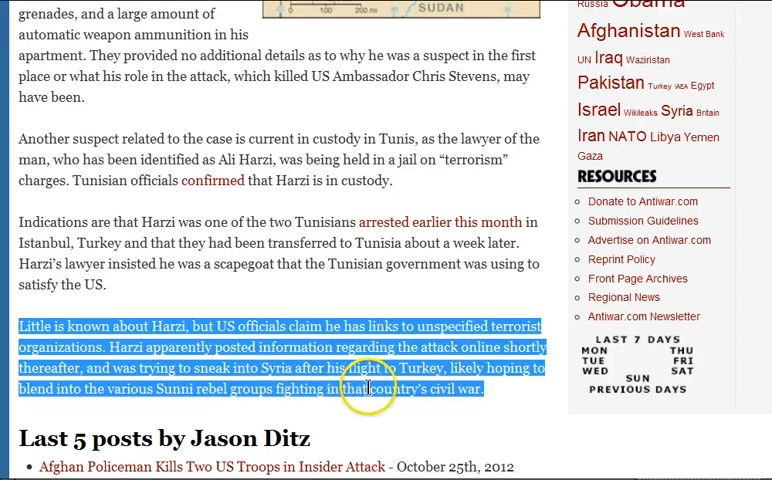 grenades, and a large amount of
automatic weapon ammunition in his
apartment. They provided no additional details as to why he was a suspect in the first
place or what his role in the attack, which killed US Ambassador Chris Stevens, may
have been.
Another suspect related to the case is current in custody in Tunis, as the lawyer of the
man, who has been identified as Ali Harzi, was being held in a jail on “terrorism”
charges. Tunisian officials confirmed that Harzi is in custody.
Indications are that Harzi was one of the two Tunisians arrested earlier this month in
Istanbul, Turkey and that they had been transferred to Tunisia about a week later.
Harzi’s lawyer insisted he was a scapegoat that the Tunisian government was using to
satisfy the US.
Little is known about Harzi, but US officials claim he has links to unspecified terrorist
organizations. Harzi apparently posted information regarding the attack online shortly
thereafter, and was trying to sneak into Syria after his flight to Turkey, likely hoping to
blend into the various Sunni rebel groups fighting in that country’s civil war.
Last 5 posts by Jason Ditz
Afghan Policeman Kills Two US Troops in Insider Attack - October 25th, 2012
0 100 200 mi
SUDAN
Russia Obama
Afghanistan West Bank
UN Iraq Waziristan
Pakistan Turkey IAEA Egypt
Israel Wikileaks Syria Britain
Iran NATO Libya Yemen
Gaza
RESOURCES
Donate to Antiwar.com
Submission Guidelines
Advertise on Antiwar.com
Reprint Policy
Front Page Archives
Regional News
Antiwar.com Newsletter
LAST 7 DAYS
MON THU
TUE FRI
WED SAT
SUN
PREVIOUS DAYS